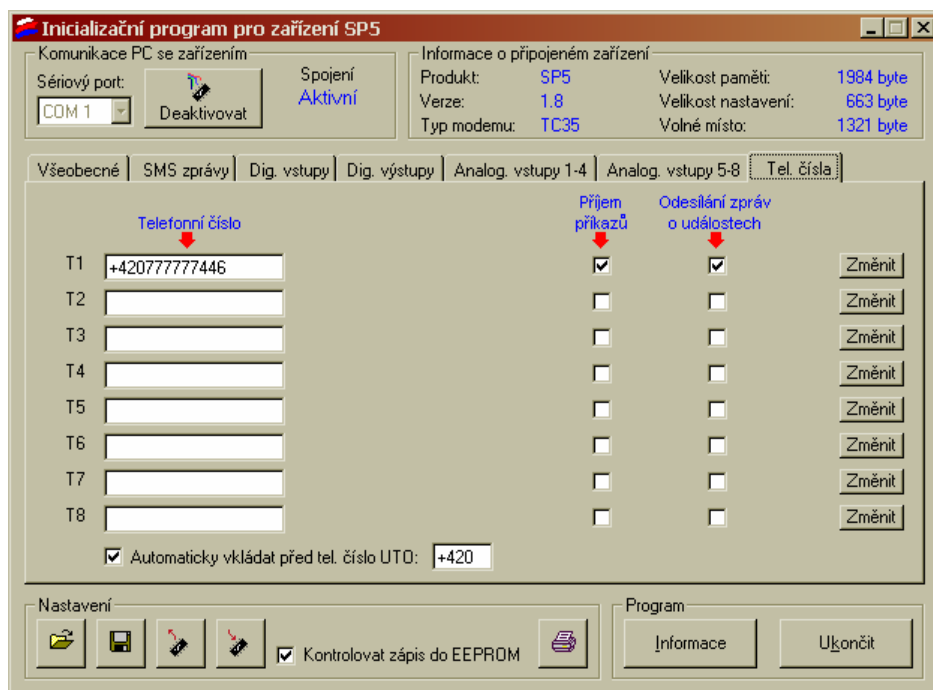 Inicializační program pro zařízení SP5
Komunikace PC se zařízením
Sériový port:
COM 1
Deaktivovat
Spojení
Aktivní
Informace o připojeném zařízení
Produkt: SP5 Velikost paměti: 1984 byte
Verze: 1.8 Velikost nastavení: 663 byte
Typ modemu: TC35 Volné místo: 1321 byte
Všeobecné SMS zprávy Dig. vstupy Dig. výstupy Analog. vstupy 1-4 Analog. vstupy 5-8 Tel. čísla
Telefonní číslo
Příjem
příkazů
Odesílání zpráv
o událostech
T1 +420777777446 Změnit
T2 Změnit
T3 Změnit
T4 Změnit
T5 Změnit
T6 Změnit
T7 Změnit
T8 Změnit
Automaticky vkládat před tel. číslo UTO: +420
Nastavení
Kontrolovat zápis do EEPROM
Program
Informace
Ukončit